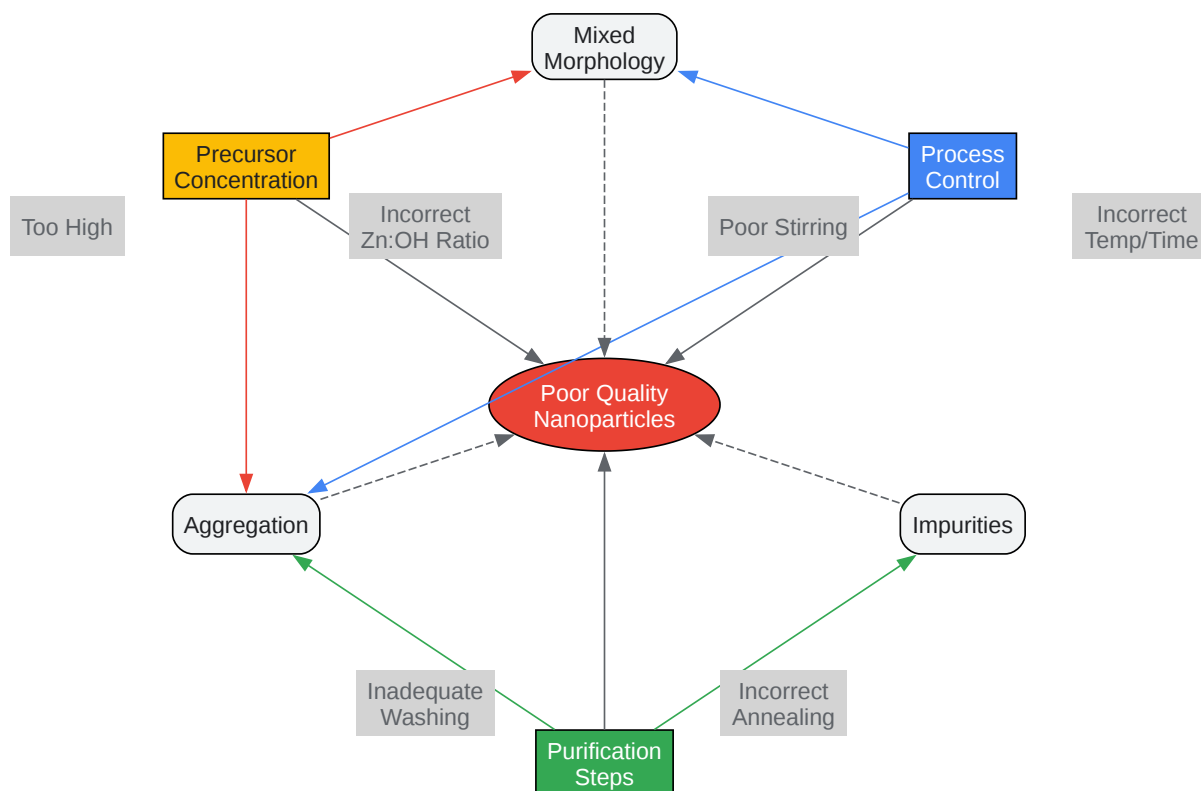 Mixed
Morphology
Precursor
Concentration
Process
Control
Too High
Incorrect
Zn:OH Ratio
Poor Stirring
Incorrect
Temp/Time
Poor Quality
Nanoparticles
Aggregation
Impurities
Inadequate
Washing
Incorrect
Annealing
Purification
Steps